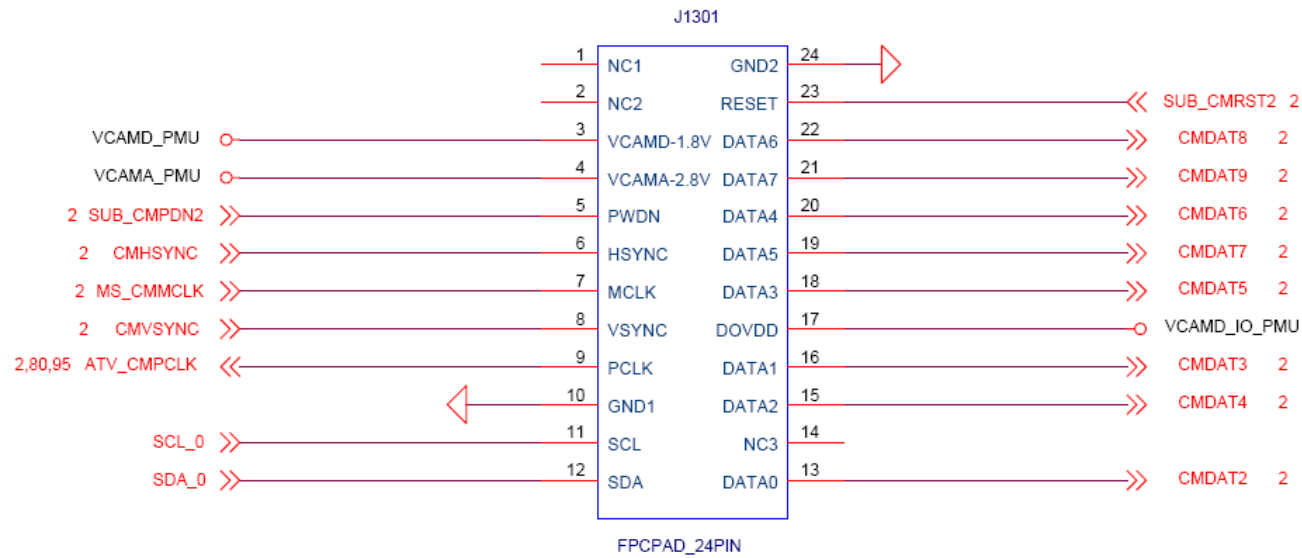 J1301
1 NC1 GND2 24
2 NC2 RESET 23 SUB_CMRST2 2
VCAMD_PMU 3 VCAMD-1.8V DATA6 22 CMDAT8 2
VCAMA_PMU 4 VCAMA-2.8V DATA7 21 CMDAT9 2
2 SUB_CMPDN2 5 PWDN DATA4 20 CMDAT6 2
2 CMHSYNC 6 HSYNC DATA5 19 CMDAT7 2
2 MS_CMMCLK 7 MCLK DATA3 18 CMDAT5 2
2 CMVSYNC 8 VSYNC DOVDD 17 VCAMD_IO_PMU
2,80,95 ATV_CMPCLK 9 PCLK DATA1 16 CMDAT3 2
10 GND1 DATA2 15 CMDAT4 2
SCL_0 11 SCL NC3 14
SDA_0 12 SDA DATA0 13 CMDAT2 2
FPCPAD_24PIN